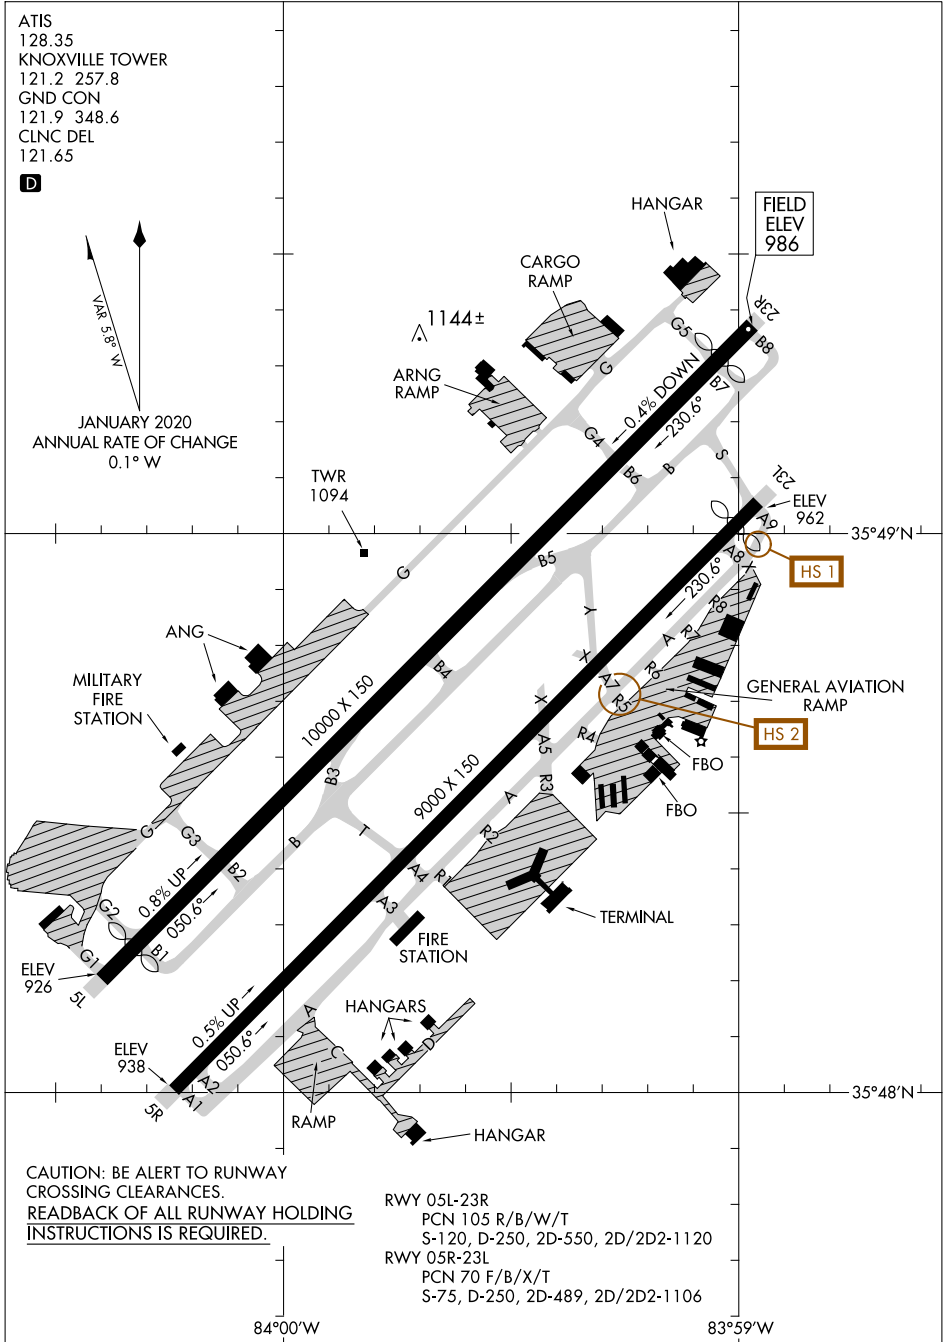 ATIS
128.35
KNOXVILLE TOWER
121.2 257.8
GND CON
121.9 348.6
CLNC DEL
121.65
D
VAR 5.8° W
JANUARY 2020
ANNUAL RATE OF CHANGE
0.1° W
HANGAR
FIELD
ELEV
986
CARGO
RAMP
1144±
ARNG
RAMP
23R
G5
B8
B7
G
0.4% DOWN
230.6°
G4
B6
B
S
TWR
1094
23L
ELEV
962
A9
35°49'N
HS 1
A8
X
B5
G
230.6°
R8
Y
R7
A
ANG
X
R6
B4
A7
R5
MILITARY
FIRE
STATION
GENERAL AVIATION
RAMP
X
HS 2
10000 X 150
R4
A5
FBO
B3
9000 X 150
R3
FBO
A
G
G3
T
R2
B
B2
A4
R1
0.8% UP
050.6°
G2
A3
TERMINAL
FIRE
STATION
B1
G1
ELEV
926
5L
HANGARS
A
0.5% UP
050.6°
C
D
ELEV
938
A2
A1
5R
35°48'N
RAMP
HANGAR
CAUTION: BE ALERT TO RUNWAY
CROSSING CLEARANCES.
READBACK OF ALL RUNWAY HOLDING
INSTRUCTIONS IS REQUIRED.
RWY 05L-23R
PCN 105 R/B/W/T
S-120, D-250, 2D-550, 2D/2D2-1120
RWY 05R-23L
PCN 70 F/B/X/T
S-75, D-250, 2D-489, 2D/2D2-1106
84°00'W
83°59'W